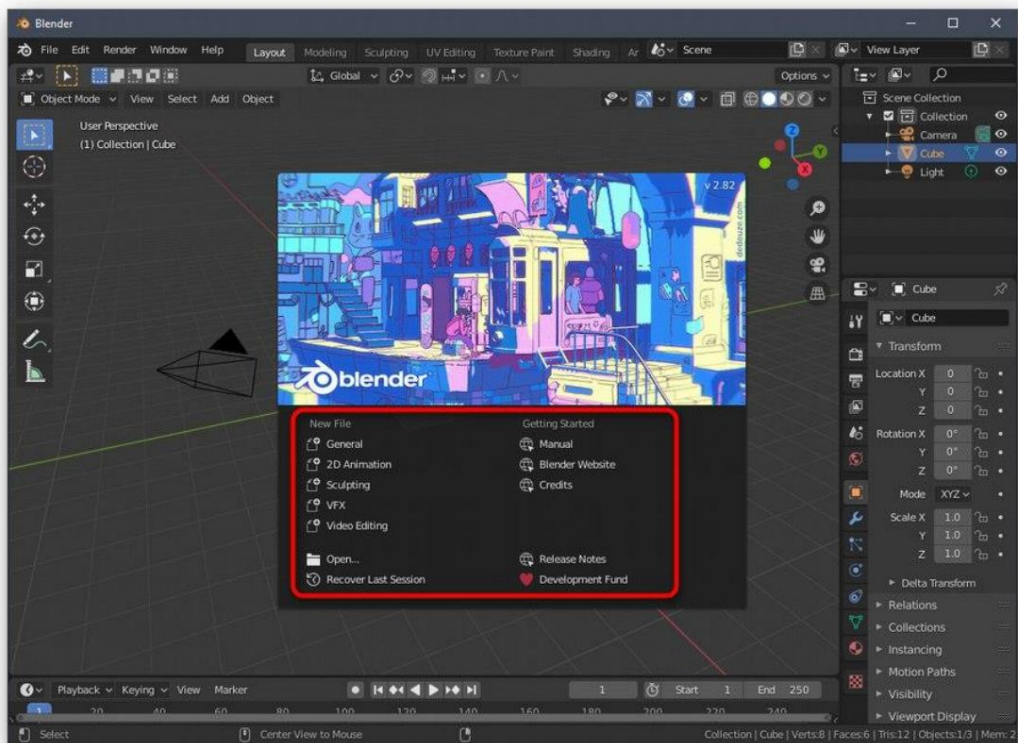 Blender
File Edit Render Window Help Layout Modeling Sculpting UV Editing Texture Paint Shading Ar Scene View Layer
Global Options
Object Mode View Select Add Object
Scene Collection
Collection
Camera
Cube
Light
User Perspective
(1) Collection | Cube
Z
Y
X
v 2.82
dedouze.com
blender
New File
General
2D Animation
Sculpting
VFX
Video Editing
Open...
Recover Last Session
Getting Started
Manual
Blender Website
Credits
Release Notes
Development Fund
Cube
Cube
Transform
Location X 0
Y 0
Z 0
Rotation X 0°
Y 0°
Z 0°
Mode XYZ
Scale X 1.0
Y 1.0
Z 1.0
Delta Transform
Relations
Collections
Instancing
Motion Paths
Visibility
Viewport Display
Playback Keying View Marker 1 Start 1 End 250
1 20 40 60 80 100 120 140 160 180 200 220 240
Select Center View to Mouse Collection | Cube | Verts:8 | Faces:6 | Tris:12 | Objects:1/3 | Mem: 2